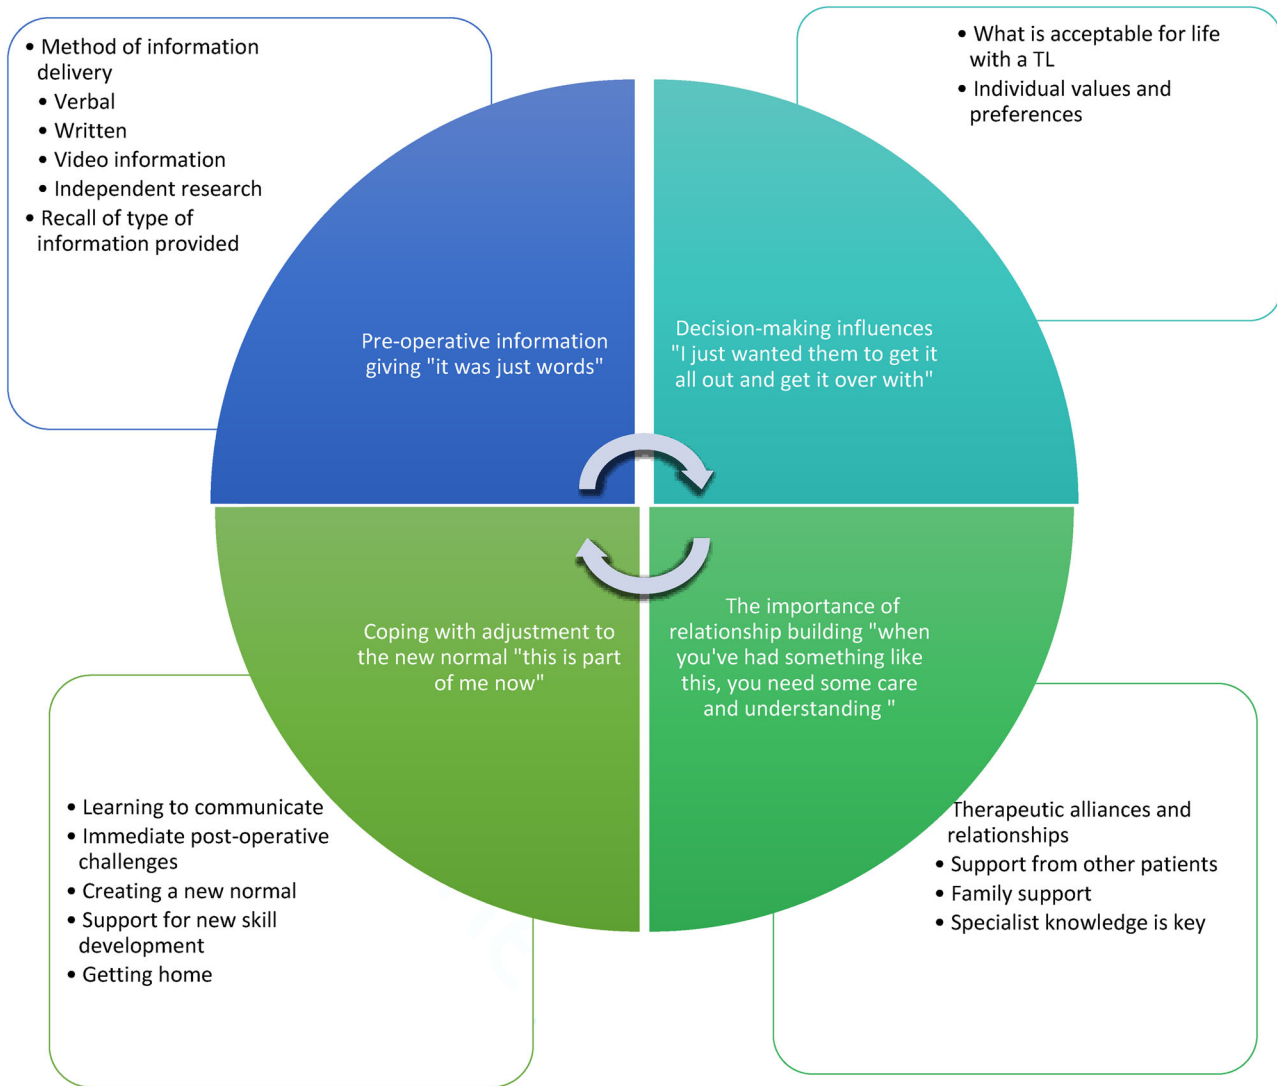 • Method of information
delivery
• Verbal
• Written
• Video information
• Independent research
• Recall of type of
information provided
• What is acceptable for life
with a TL
• Individual values and
preferences
Pre-operative information
giving "it was just words"
Decision-making influences
"I just wanted them to get it
all out and get it over with"
Coping with adjustment to
the new normal "this is part
of me now"
The importance of
relationship building "when
you've had something like
this, you need some care
and understanding "
• Learning to communicate
• Immediate post-operative
challenges
• Creating a new normal
• Support for new skill
development
• Getting home
Therapeutic alliances and
relationships
• Support from other patients
• Family support
• Specialist knowledge is key